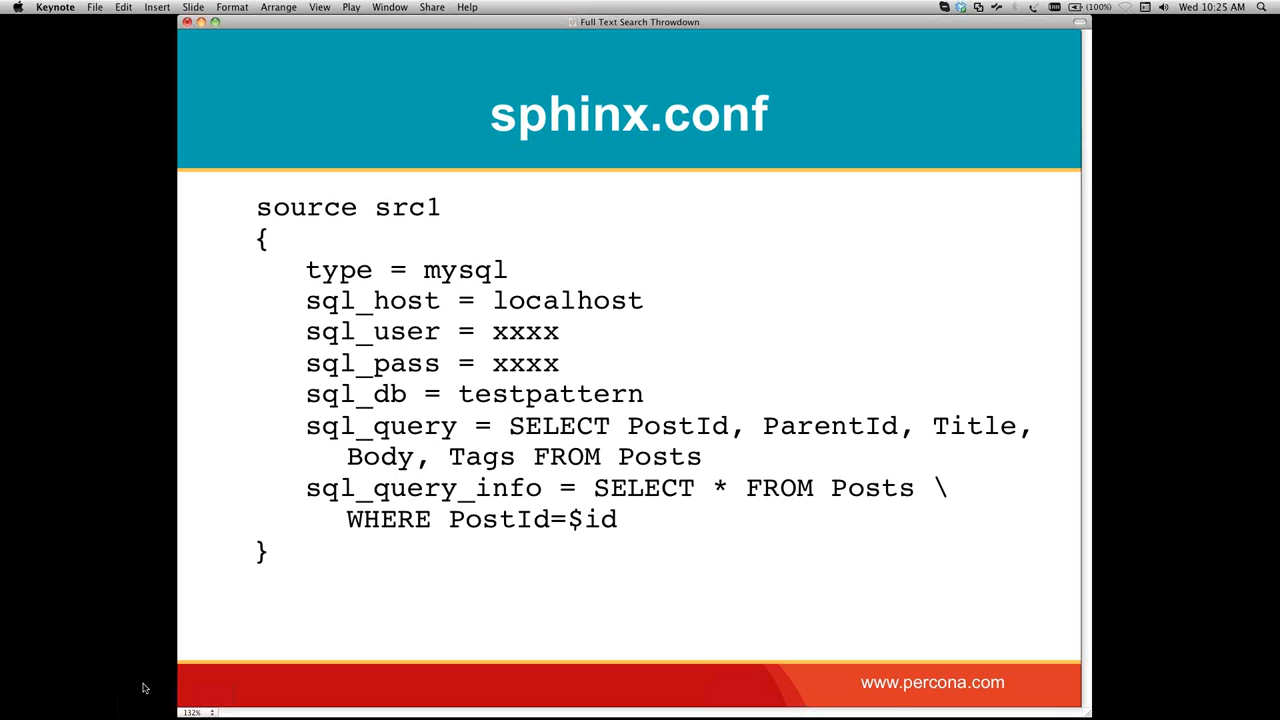 Keynote File Edit Insert Slide Format Arrange View Play Window Share Help (100%) Wed 10:25 AM
Full Text Search Throwdown
sphinx.conf
source src1
{
type = mysql
sql_host = localhost
sql_user = xxxx
sql_pass = xxxx
sql_db = testpattern
sql_query = SELECT PostId, ParentId, Title,
Body, Tags FROM Posts
sql_query_info = SELECT * FROM Posts \
WHERE PostId=$id
}
www.percona.com
132%